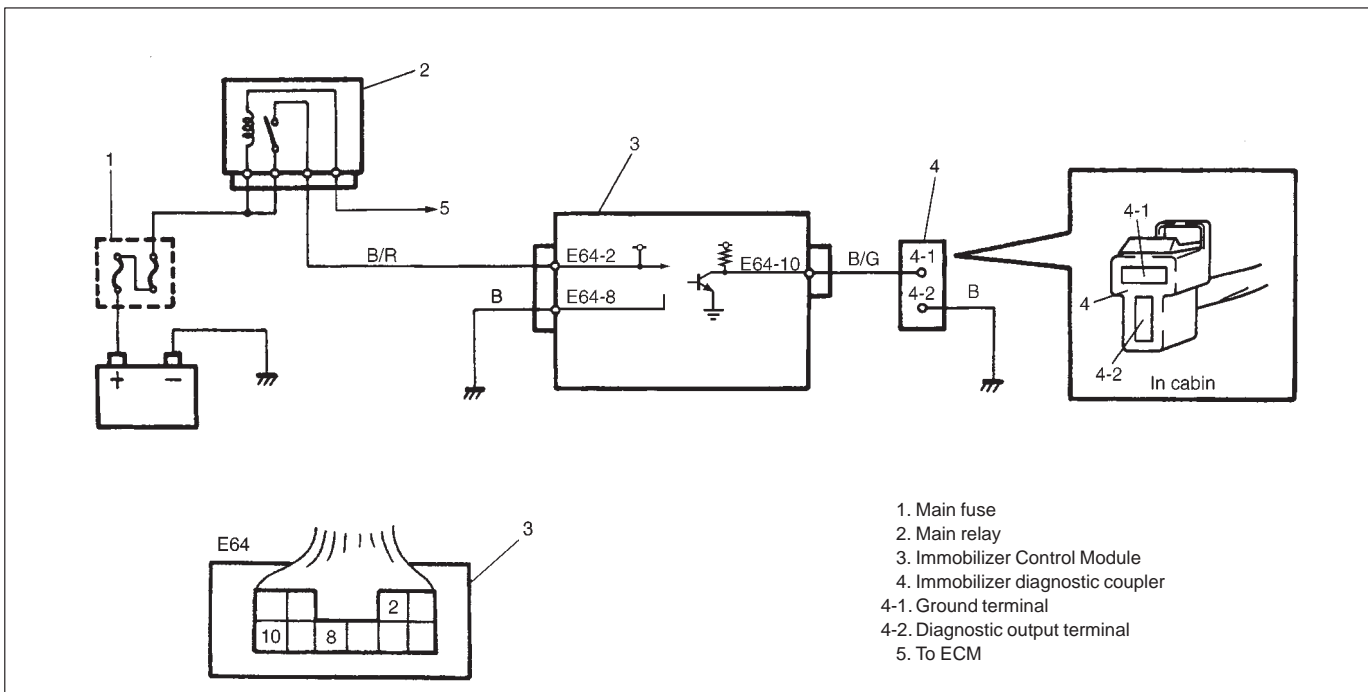 2
1
3
4
4-1
5
B/R
E64-2
E64-10
B/G
4-1
4
B
E64-8
4-2
B
4-2
+ −
In cabin
E64
3
2
10 8
1. Main fuse
2. Main relay
3. Immobilizer Control Module
4. Immobilizer diagnostic coupler
4-1. Ground terminal
4-2. Diagnostic output terminal
5. To ECM